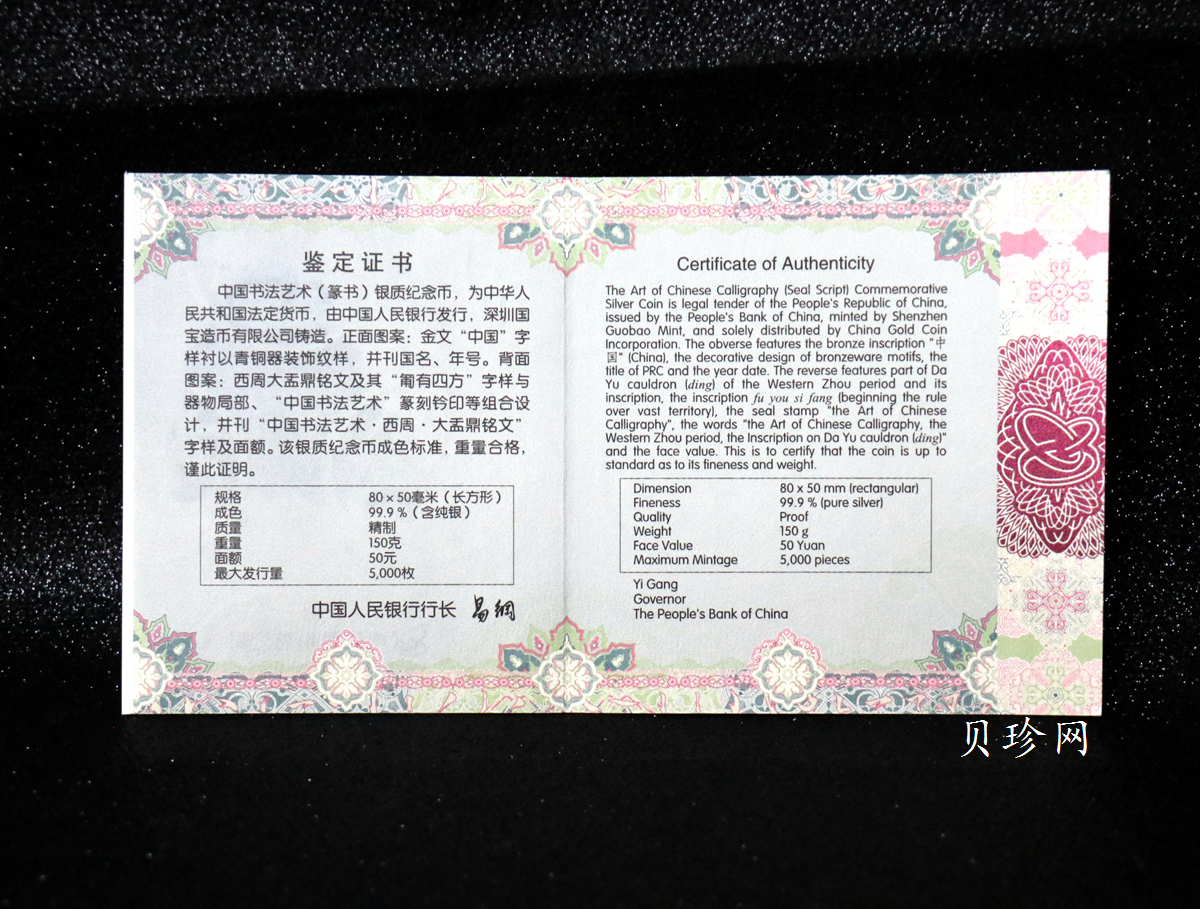 鉴定证书
中国书法艺术（篆书）银质纪念币，为中华人
民共和国法定货币，由中国人民银行发行，深圳国
宝造币有限公司铸造。正面图案：金文“中国”字
样衬以青铜器装饰纹样，并刊国名、年号。背面
图案：西周大盂鼎铭文及其“匍有四方”字样与
器物局部、“中国书法艺术”篆刻钤印等组合设
计，并刊“中国书法艺术·西周·大盂鼎铭文”
字样及面额。该银质纪念币成色标准，重量合格，
谨此证明。
规格 80×50毫米（长方形）
成色 99.9％（含纯银）
质量 精制
重量 150克
面额 50元
最大发行量 5,000枚
中国人民银行行长 易纲
Certificate of Authenticity
The Art of Chinese Calligraphy (Seal Script) Commemorative
Silver Coin is legal tender of the People's Republic of China,
issued by the People's Bank of China, minted by Shenzhen
Guobao Mint, and solely distributed by China Gold Coin
Incorporation. The obverse features the bronze inscription "中
国" (China), the decorative design of bronzeware motifs, the
title of PRC and the year date. The reverse features part of Da
Yu cauldron (ding) of the Western Zhou period and its
inscription, the inscription fu you si fang (beginning the rule
over vast territory), the seal stamp "the Art of Chinese
Calligraphy", the words "the Art of Chinese Calligraphy, the
Western Zhou period, the Inscription on Da Yu cauldron (ding)"
and the face value. This is to certify that the coin is up to
standard as to its fineness and weight.
Dimension 80 x 50 mm (rectangular)
Fineness 99.9 % (pure silver)
Quality Proof
Weight 150 g
Face Value 50 Yuan
Maximum Mintage 5,000 pieces
Yi Gang
Governor
The People's Bank of China
贝珍网